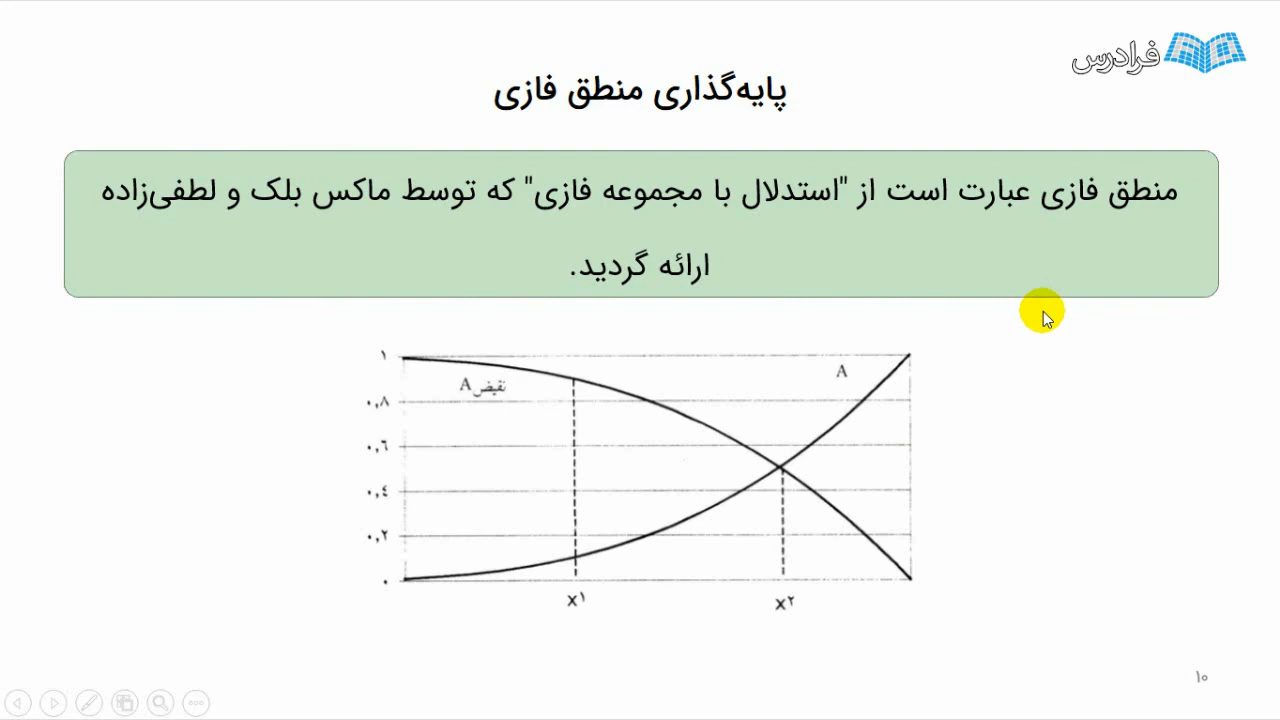 فرادرس
پایه‌گذاری منطق فازی
منطق فازی عبارت است از "استدلال با مجموعه فازی" که توسط ماکس بلک و لطفی‌زاده
ارائه گردید.
۱
A
نقیض A
۰,۸
۰,۶
۰,٤
۰,۲
۰
x۱
x۲
۱۰